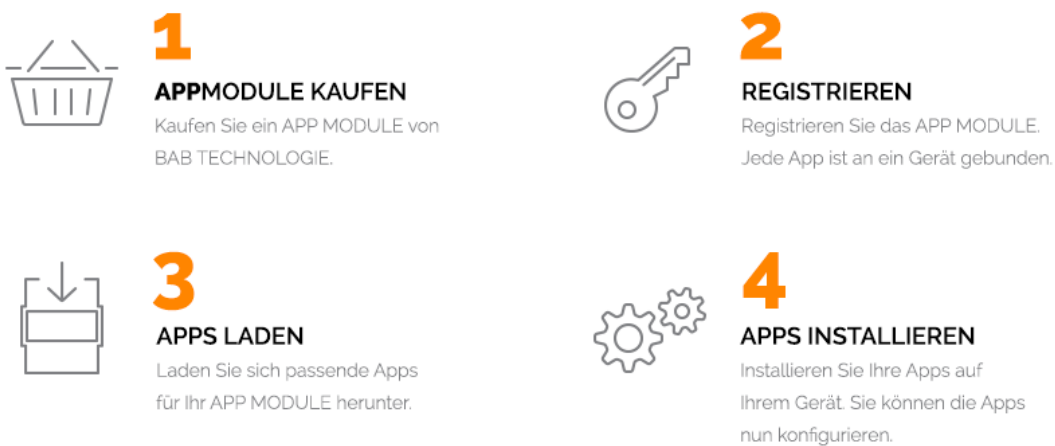 1
APPMODULE KAUFEN
Kaufen Sie ein APP MODULE von
BAB TECHNOLOGIE.
2
REGISTRIEREN
Registrieren Sie das APP MODULE.
Jede App ist an ein Gerät gebunden.
3
APPS LADEN
Laden Sie sich passende Apps
für Ihr APP MODULE herunter.
4
APPS INSTALLIEREN
Installieren Sie Ihre Apps auf
Ihrem Gerät. Sie können die Apps
nun konfigurieren.